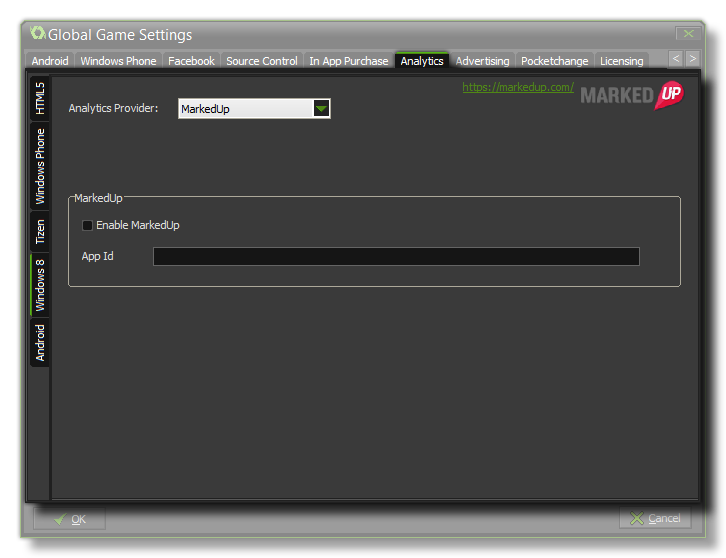 Global Game Settings
Android Windows Phone Facebook Source Control In App Purchase Analytics Advertising Pocketchange Licensing < >
https://markedup.com/
MARKED UP
HTML5
Analytics Provider: MarkedUp
Windows Phone
MarkedUp
Enable MarkedUp
Tizen
App Id
Windows 8
Android
OK Cancel